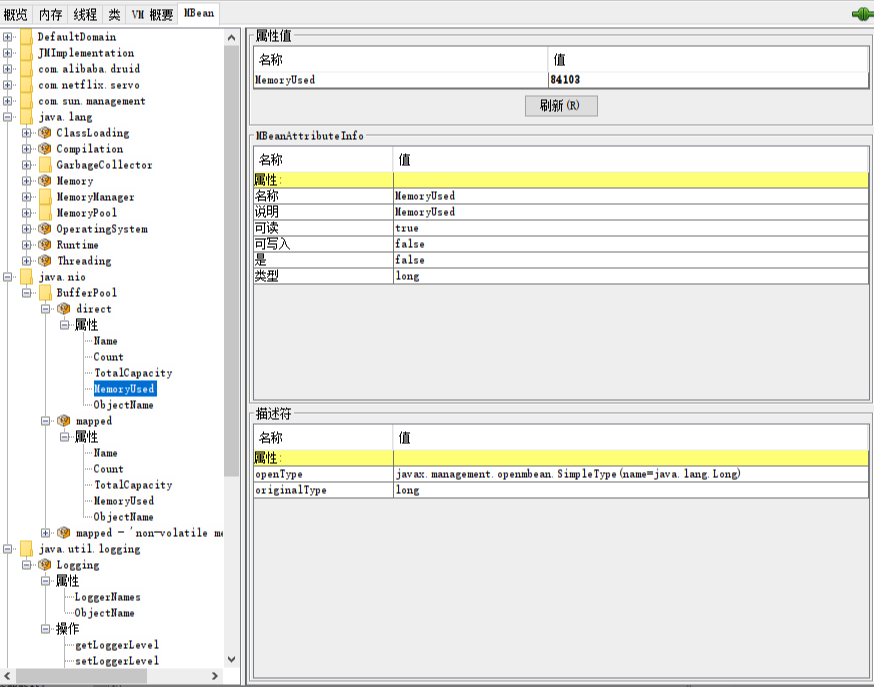 概览 内存 线程 类 VM 概要 MBean
DefaultDomain
JMImplementation
com.alibaba.druid
com.netflix.servo
com.sun.management
java.lang
ClassLoading
Compilation
GarbageCollector
Memory
MemoryManager
MemoryPool
OperatingSystem
Runtime
Threading
java.nio
BufferPool
direct
属性
Name
Count
TotalCapacity
MemoryUsed
ObjectName
mapped
属性
Name
Count
TotalCapacity
MemoryUsed
ObjectName
mapped - 'non-volatile me
java.util.logging
Logging
属性
LoggerNames
ObjectName
操作
getLoggerLevel
setLoggerLevel
属性值
名称 值
MemoryUsed 84103
刷新(R)
MBeanAttributeInfo
名称 值
属性:
名称 MemoryUsed
说明 MemoryUsed
可读 true
可写入 false
是 false
类型 long
描述符
名称 值
属性:
openType javax.management.openmbean.SimpleType(name=java.lang.Long)
originalType long